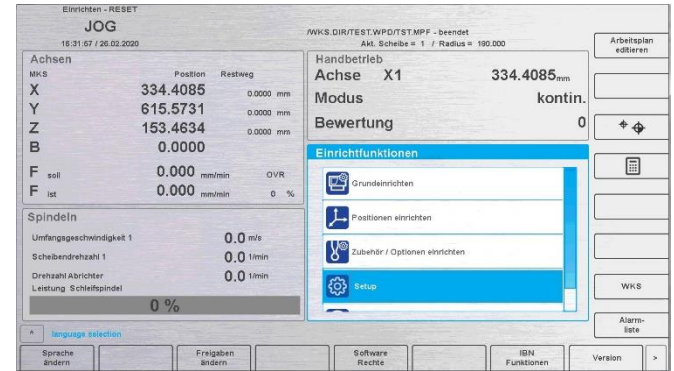 Einrichten - RESET
JOG
16:31:67 / 26.02.2020
/WKS.DIR/TEST.WPD/TST.MPF - beendet
Akt. Scheibe = 1 / Radius = 190.000
Arbeitsplan
editieren
Achsen
MKS Position Restweg
X 334.4085 0.0000 mm
Y 615.5731 0.0000 mm
Z 153.4634 0.0000 mm
B 0.0000
F soll 0.000 mm/min OVR
F ist 0.000 mm/min 0 %
Handbetrieb
Achse X1 334.4085mm
Modus kontin.
Bewertung 0
Einrichtfunktionen
Grundeinrichten
Positionen einrichten
Zubehör / Optionen einrichten
Setup
Spindeln
Umfangsgeschwindigkeit 1 0.0 m/s
Scheibendrehzahl 1 0.0 1/min
Drehzahl Abrichter 0.0 1/min
Leistung Schleifspindel
0 %
WKS
Alarm-
liste
^ language selection
Sprache
ändern
Freigaben
ändern
Software
Rechte
IBN
Funktionen
Version
>